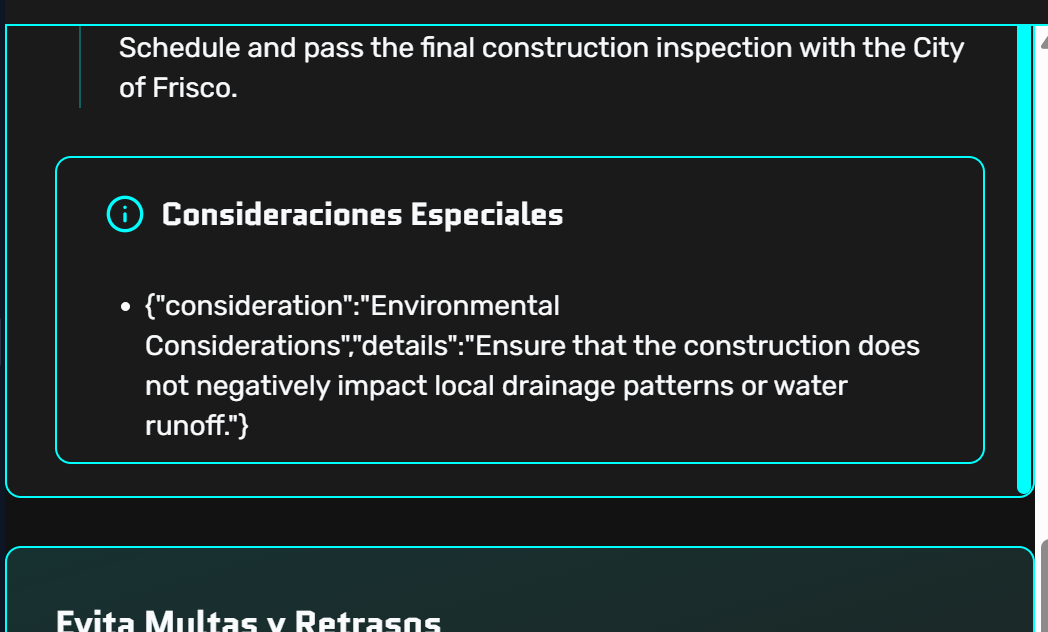 Schedule and pass the final construction inspection with the City
of Frisco.
Consideraciones Especiales
• {"consideration":"Environmental
Considerations","details":"Ensure that the construction does
not negatively impact local drainage patterns or water
runoff."}
Evita Multas y Retrasos